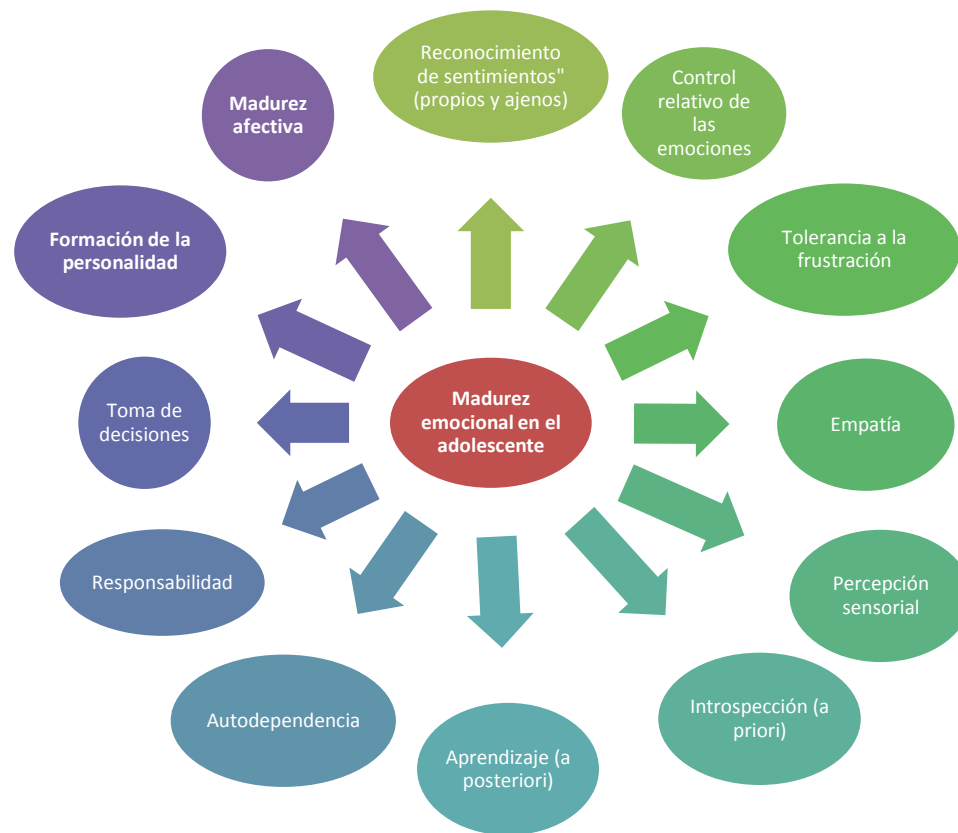 Reconocimiento
de sentimientos"
(propios y ajenos)
Control
relativo de
las
emociones
Tolerancia a la
frustración
Empatía
Percepción
sensorial
Introspección (a
priori)
Aprendizaje (a
posteriori)
Autodependencia
Responsabilidad
Toma de
decisiones
Formación de la
personalidad
Madurez
afectiva
Madurez
emocional en el
adolescente